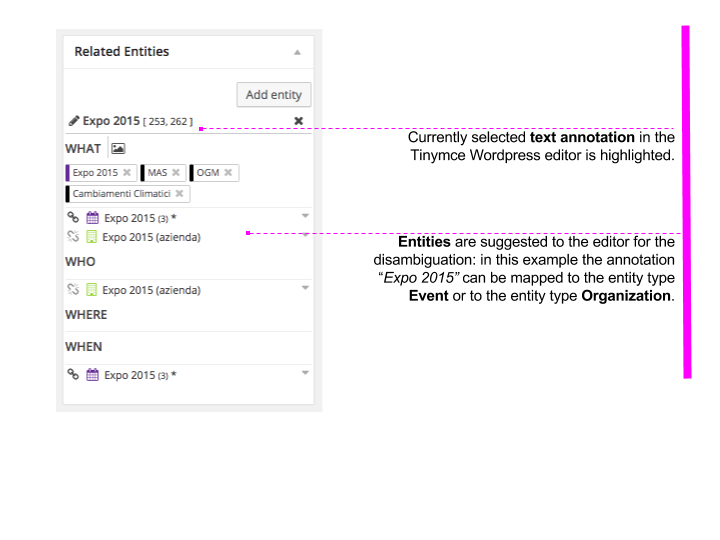 Related Entities
Add entity
Expo 2015 [ 253, 262 ]
WHAT
Expo 2015 MAS OGM
Cambiamenti Climatici
Expo 2015 (3) *
Expo 2015 (azienda)
WHO
Expo 2015 (azienda)
WHERE
WHEN
Expo 2015 (3) *
Currently selected text annotation in the
Tinymce Wordpress editor is highlighted.
Entities are suggested to the editor for the
disambiguation: in this example the annotation
“Expo 2015” can be mapped to the entity type
Event or to the entity type Organization.